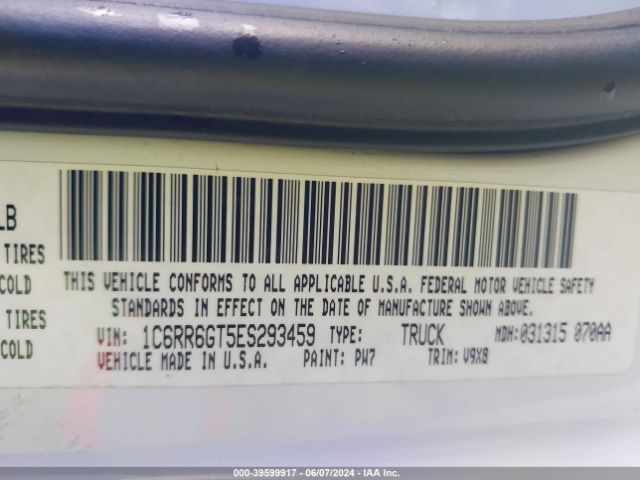 LB
TIRES
COLD
TIRES
COLD
THIS VEHICLE CONFORMS TO ALL APPLICABLE U.S.A. FEDERAL MOTOR VEHICLE SAFETY
STANDARDS IN EFFECT ON THE DATE OF MANUFACTURE SHOWN ABOVE.
VIN: 1C6RR6GT5ES293459 TYPE: TRUCK MDH: 031315 070AA
VEHICLE MADE IN U.S.A. PAINT: PW7 TRIM: V9X8
000-39599917 - 06/07/2024 - IAA Inc.